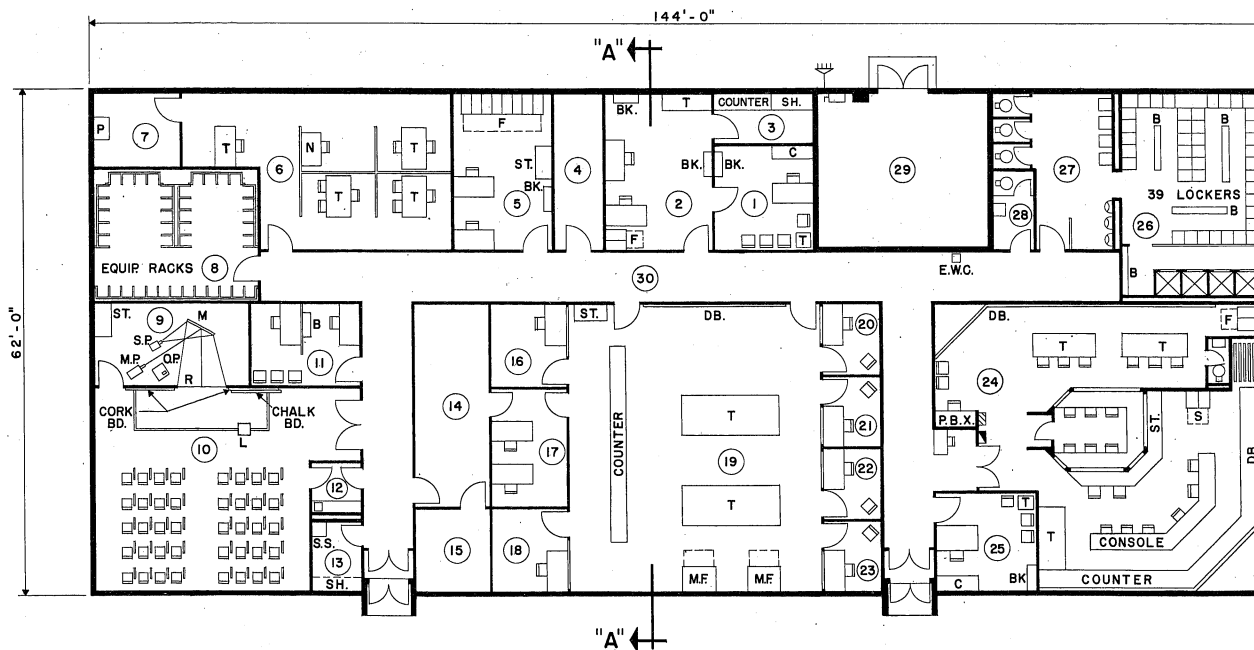 144'-0"
"A"
62'-0"
P
7
T
6
N
T
T
T
F
ST.
BK.
5
4
BK.
T
COUNTER SH.
3
BK. BK.
C
2
1
F
T
29
27
28
B B
39 LOCKERS
B
26
B
EQUIP. RACKS 8
30
E.W.C.
ST. 9 M
S.P.
M.P. O.P.
R
B
11
CORK BD.
CHALK BD.
L
10
12
S.S.
13
SH.
14
15
16
17
18
ST.
DB.
COUNTER
T
19
T
M.F. M.F.
20
21
22
23
DB.
F
T T
24
P.B.X.
ST.
S
DB.
T
25
T
CONSOLE
C BK
COUNTER
"A"